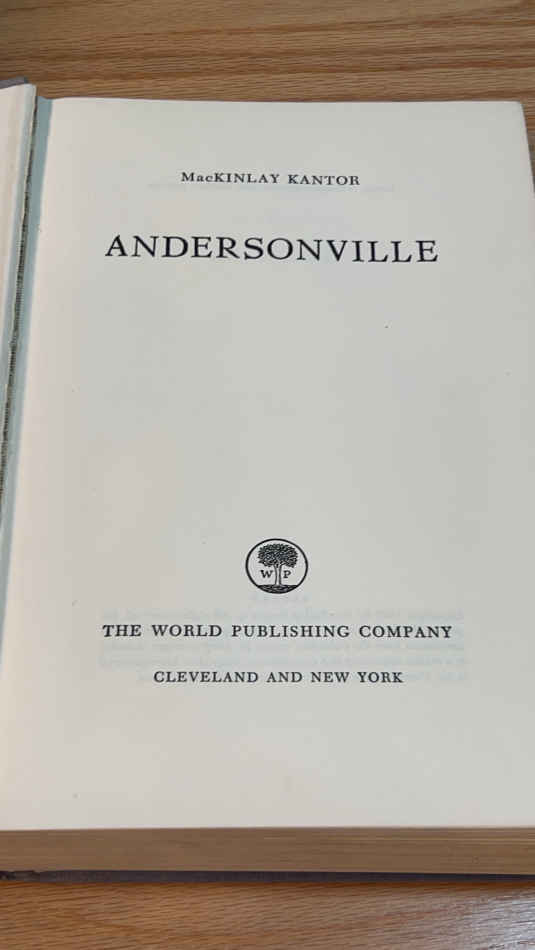 MacKINLAY KANTOR
ANDERSONVILLE
W P
THE WORLD PUBLISHING COMPANY
CLEVELAND AND NEW YORK